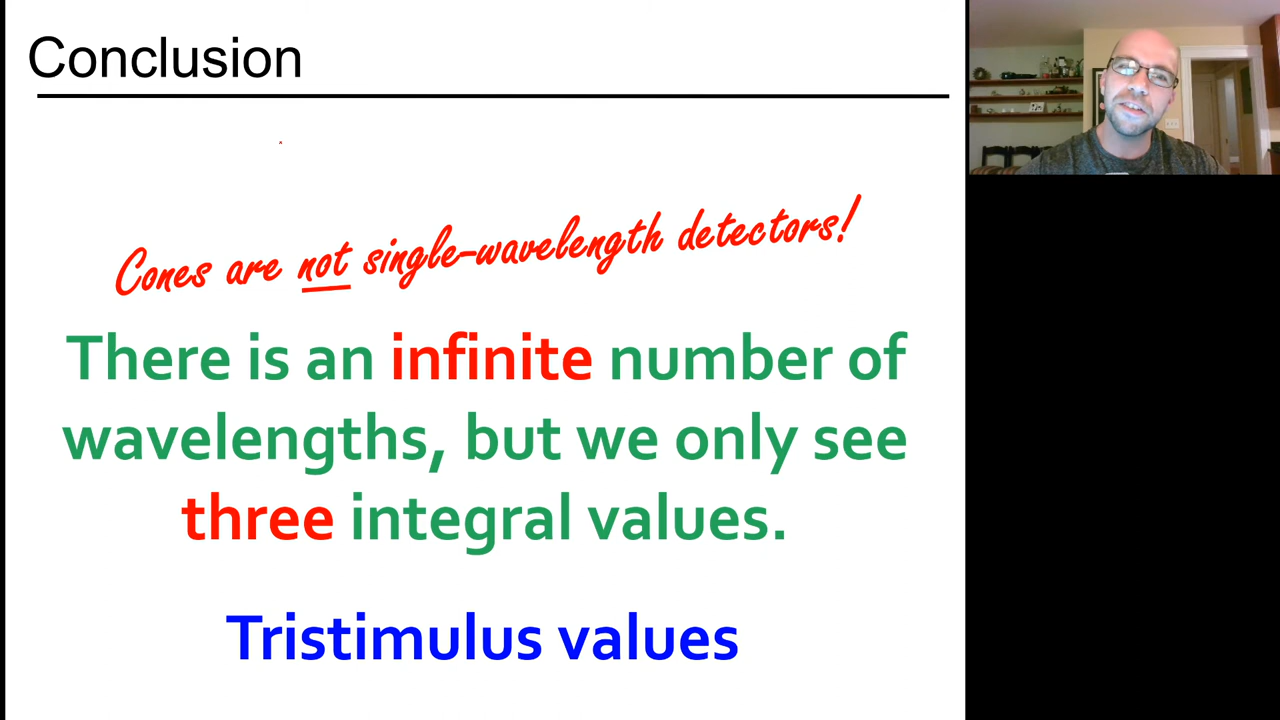 Conclusion
Cones are not single-wavelength detectors!
There is an infinite number of
wavelengths, but we only see
three integral values.
Tristimulus values